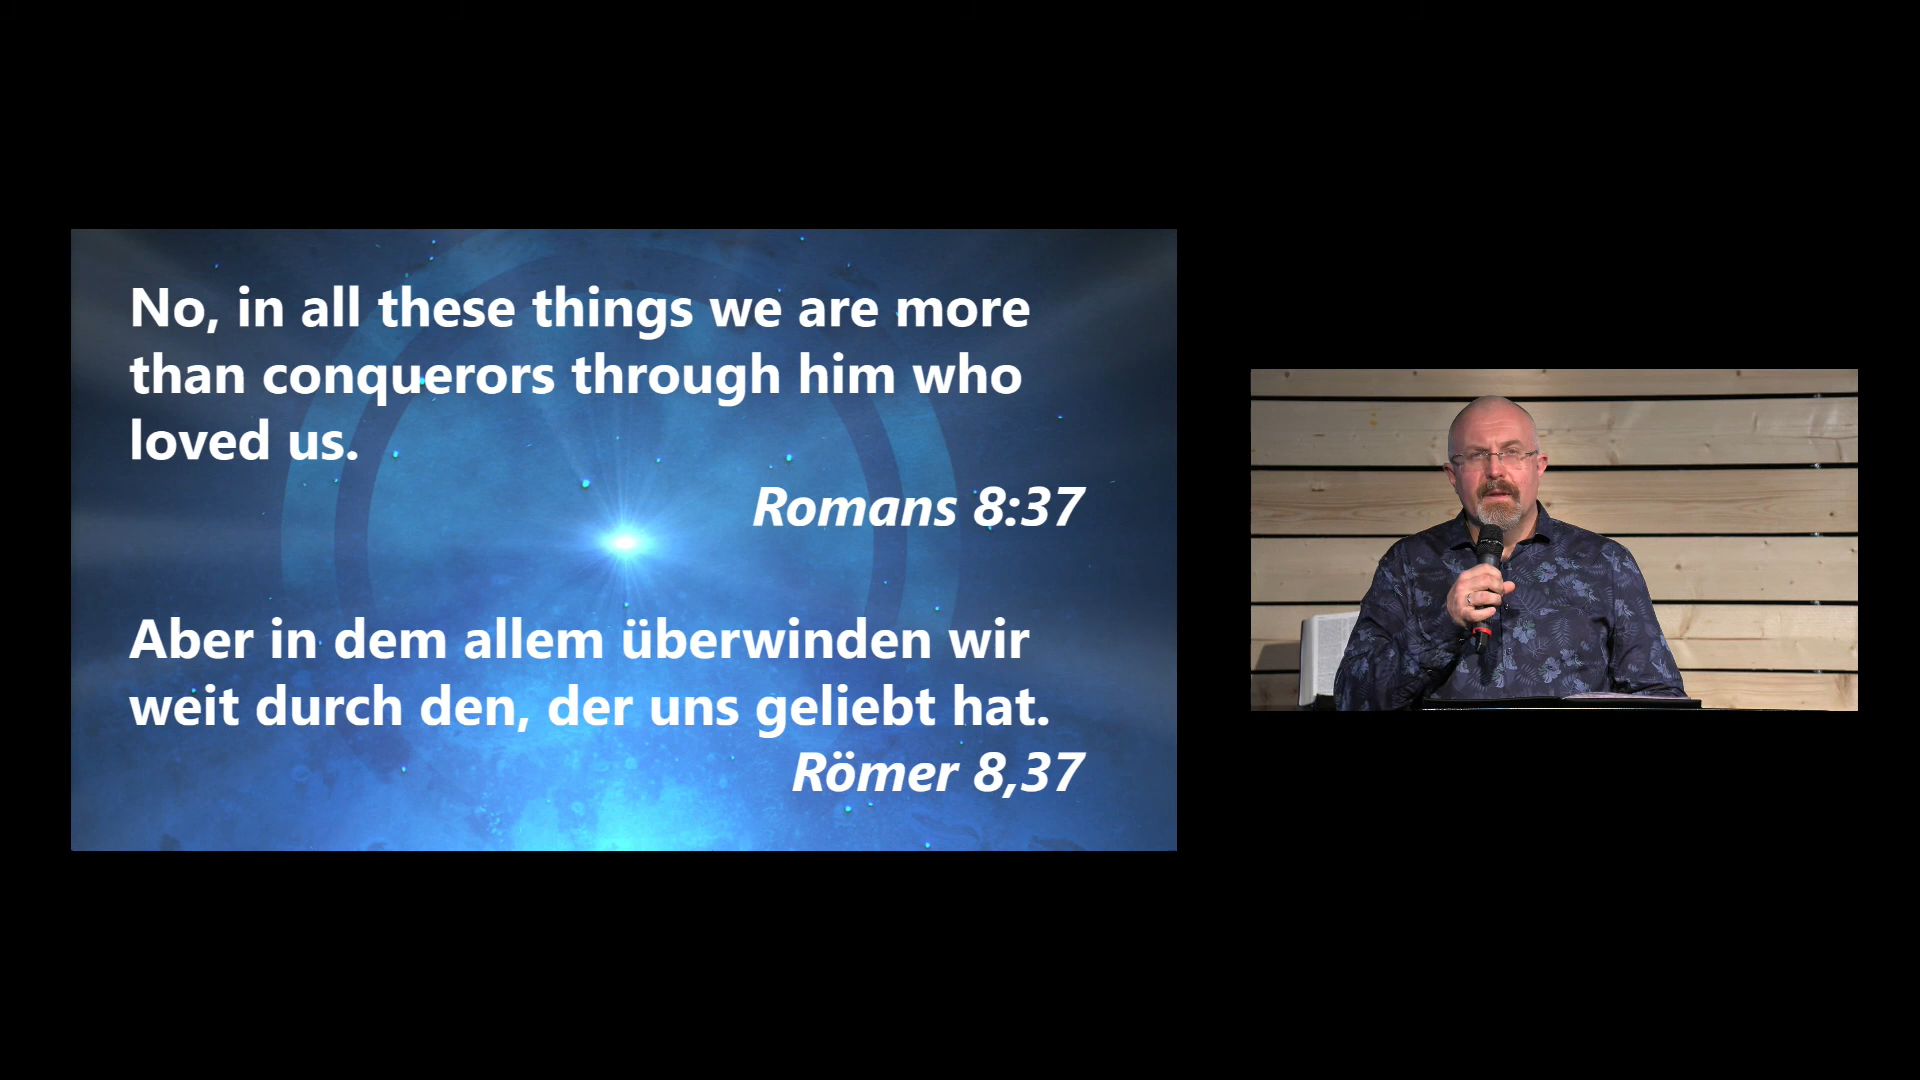 No, in all these things we are more
than conquerors through him who
loved us.
Romans 8:37
Aber in dem allem überwinden wir
weit durch den, der uns geliebt hat.
Römer 8,37